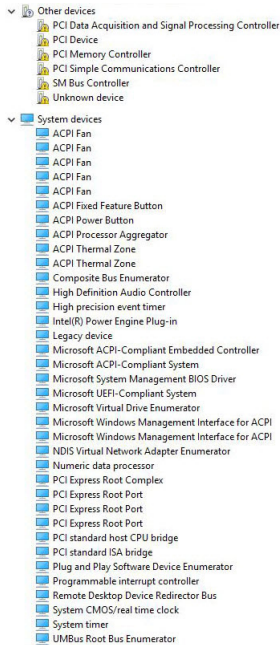 Other devices
PCI Data Acquisition and Signal Processing Controller
PCI Device
PCI Memory Controller
PCI Simple Communications Controller
SM Bus Controller
Unknown device
System devices
ACPI Fan
ACPI Fan
ACPI Fan
ACPI Fan
ACPI Fan
ACPI Fixed Feature Button
ACPI Power Button
ACPI Processor Aggregator
ACPI Thermal Zone
ACPI Thermal Zone
Composite Bus Enumerator
High Definition Audio Controller
High precision event timer
Intel(R) Power Engine Plug-in
Legacy device
Microsoft ACPI-Compliant Embedded Controller
Microsoft ACPI-Compliant System
Microsoft System Management BIOS Driver
Microsoft UEFI-Compliant System
Microsoft Virtual Drive Enumerator
Microsoft Windows Management Interface for ACPI
Microsoft Windows Management Interface for ACPI
NDIS Virtual Network Adapter Enumerator
Numeric data processor
PCI Express Root Complex
PCI Express Root Port
PCI Express Root Port
PCI Express Root Port
PCI standard host CPU bridge
PCI standard ISA bridge
Plug and Play Software Device Enumerator
Programmable interrupt controller
Remote Desktop Device Redirector Bus
System CMOS/real time clock
System timer
UMBus Root Bus Enumerator